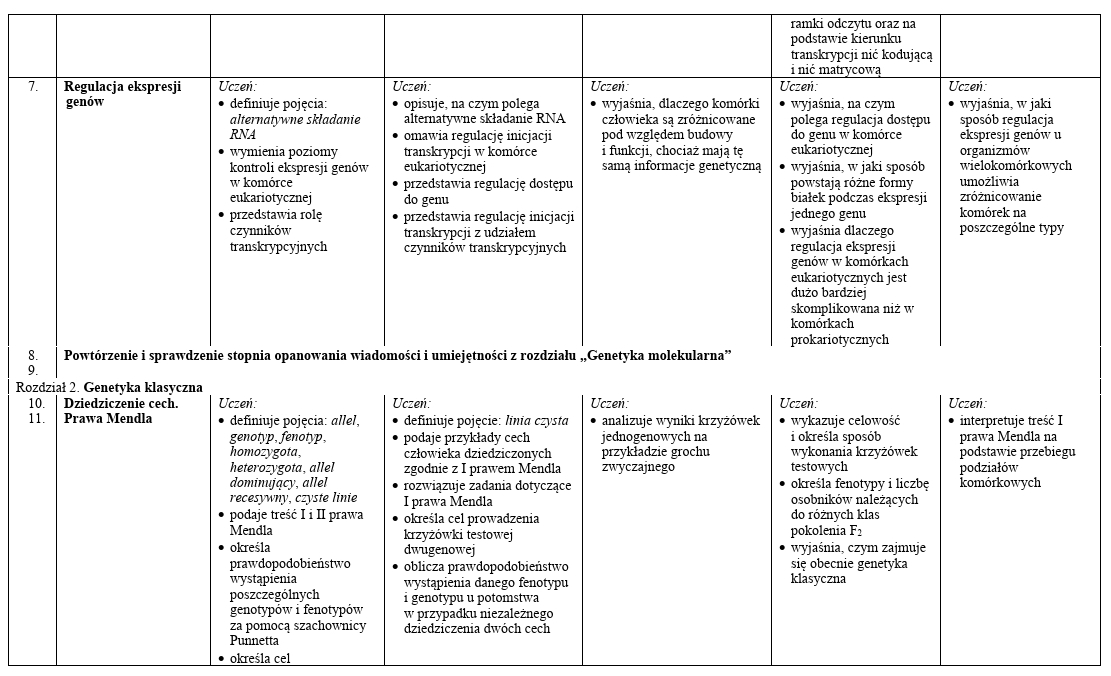 ramki odczytu oraz na
podstawie kierunku
transkrypcji nić kodującą
i nić matrycową
7.
Regulacja ekspresji
genów
Uczeń:
• definiuje pojęcia:
alternatywne składanie
RNA
• wymienia poziomy
kontroli ekspresji genów
w komórce
eukariotycznej
• przedstawia rolę
czynników
transkrypcyjnych
Uczeń:
• opisuje, na czym polega
alternatywne składanie RNA
• omawia regulację inicjacji
transkrypcji w komórce
eukariotycznej
• przedstawia regulację dostępu
do genu
• przedstawia regulację inicjacji
transkrypcji z udziałem
czynników transkrypcyjnych
Uczeń:
• wyjaśnia, dlaczego komórki
człowieka są zróżnicowane
pod względem budowy
i funkcji, chociaż mają tę
samą informacje genetyczną
Uczeń:
• wyjaśnia, na czym
polega regulacja dostępu
do genu w komórce
eukariotycznej
• wyjaśnia, w jaki sposób
powstają różne formy
białek podczas ekspresji
jednego genu
• wyjaśnia dlaczego
regulacja ekspresji
genów w komórkach
eukariotycznych jest
dużo bardziej
skomplikowana niż w
komórkach
prokariotycznych
Uczeń:
• wyjaśnia, w jaki
sposób regulacja
ekspresji genów u
organizmów
wielokomórkowych
umożliwia
zróżnicowanie
komórek na
poszczególne typy
8.
9.
Powtórzenie i sprawdzenie stopnia opanowania wiadomości i umiejętności z rozdziału „Genetyka molekularna”
Rozdział 2. Genetyka klasyczna
10.
11.
Dziedziczenie cech.
Prawa Mendla
Uczeń:
• definiuje pojęcia: allel,
genotyp, fenotyp,
homozygota,
heterozygota, allel
dominujący, allel
recesywny, czyste linie
• podaje treść I i II prawa
Mendla
• określa
prawdopodobieństwo
wystąpienia
poszczególnych
genotypów i fenotypów
za pomocą szachownicy
Punnetta
• określa cel
Uczeń:
• definiuje pojęcie: linia czysta
• podaje przykłady cech
człowieka dziedziczonych
zgodnie z I prawem Mendla
• rozwiązuje zadania dotyczące
I prawa Mendla
• określa cel prowadzenia
krzyżówki testowej
dwugenowej
• oblicza prawdopodobieństwo
wystąpienia danego fenotypu
i genotypu u potomstwa
w przypadku niezależnego
dziedziczenia dwóch cech
Uczeń:
• analizuje wyniki krzyżówek
jednogenowych na
przykładzie grochu
zwyczajnego
Uczeń:
• wykazuje celowość
i określa sposób
wykonania krzyżówek
testowych
• określa fenotypy i liczbę
osobników należących
do różnych klas
pokolenia F₂
• wyjaśnia, czym zajmuje
się obecnie genetyka
klasyczna
Uczeń:
• interpretuje treść I
prawa Mendla na
podstawie przebiegu
podziałów
komórkowych